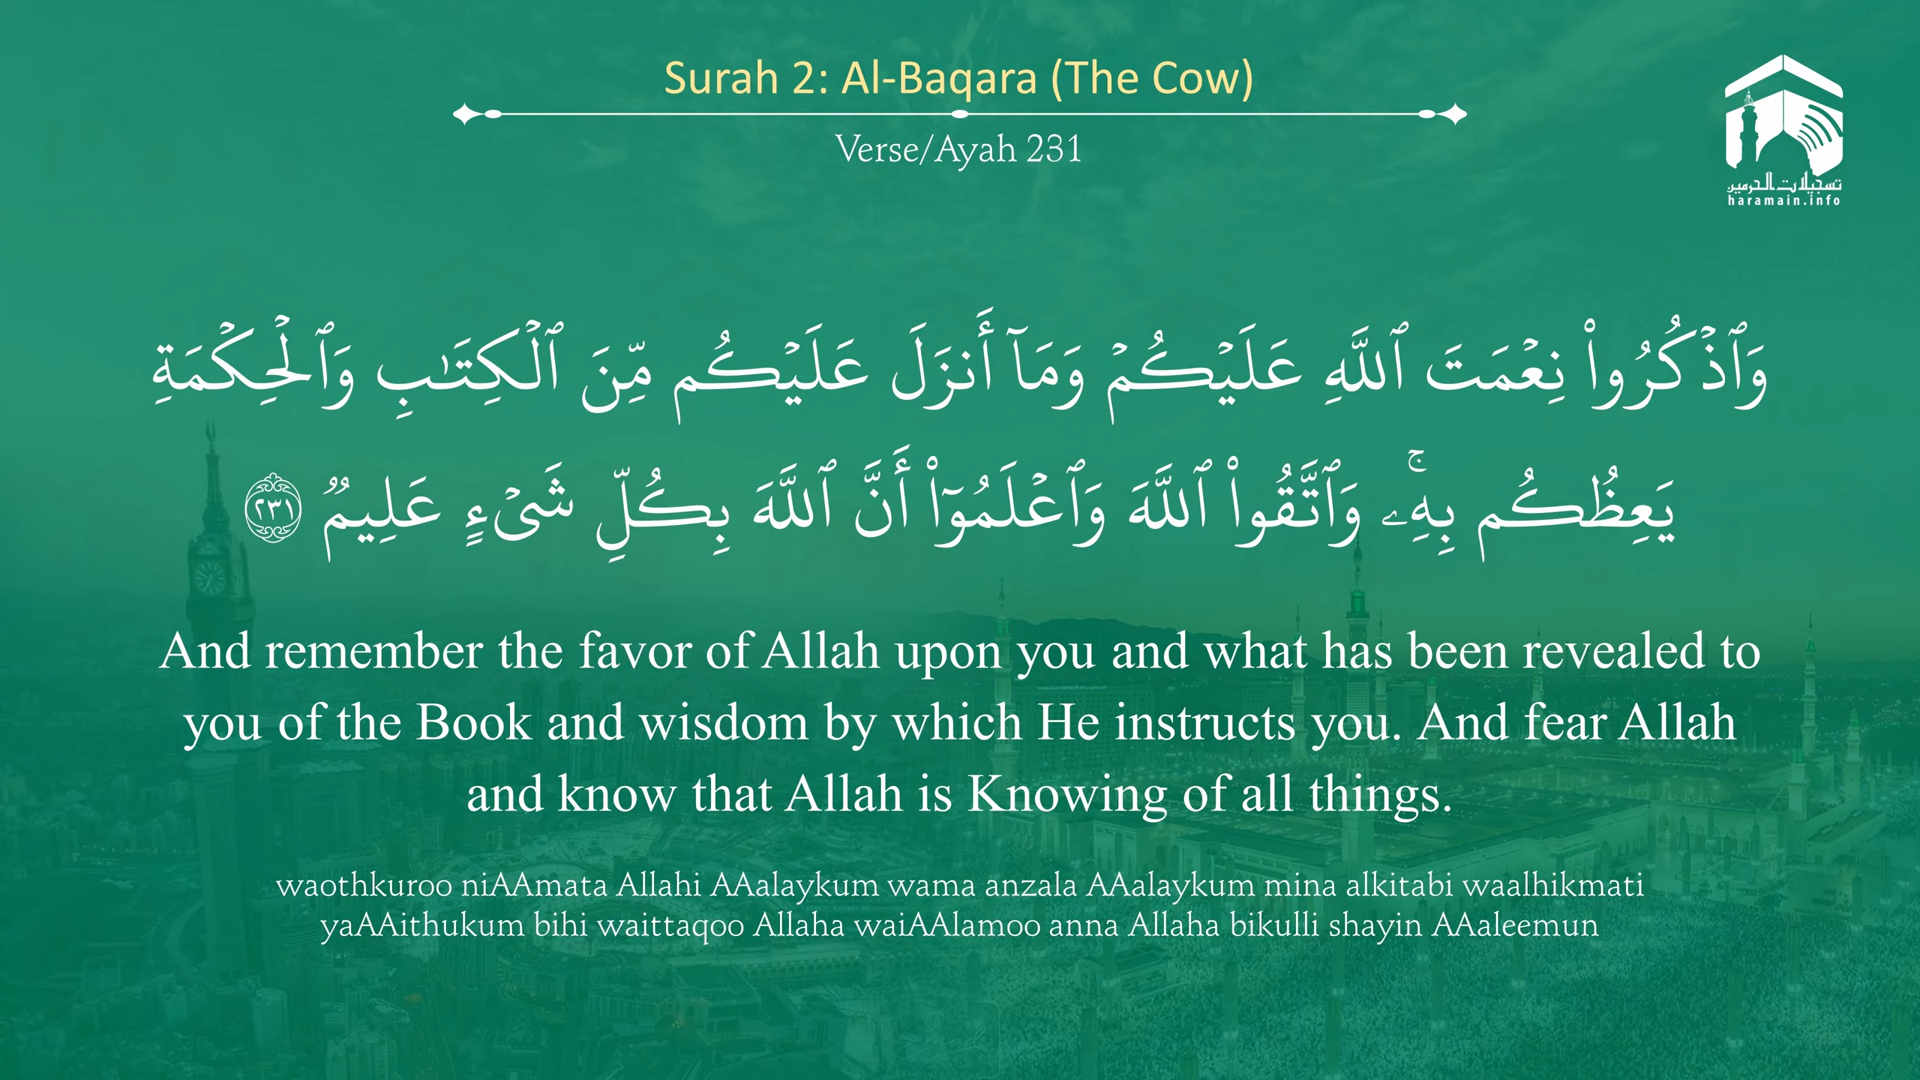 Surah 2: Al-Baqara (The Cow)
Verse/Ayah 231
تسجيلات الحرمين
haramain.info
وَٱذْكُرُوا۟ نِعْمَتَ ٱللَّهِ عَلَيْكُمْ وَمَآ أَنزَلَ عَلَيْكُم مِّنَ ٱلْكِتَـٰبِ وَٱلْحِكْمَةِ
يَعِظُكُم بِهِۦ ۚ وَٱتَّقُوا۟ ٱللَّهَ وَٱعْلَمُوٓا۟ أَنَّ ٱللَّهَ بِكُلِّ شَىْءٍ عَلِيمٌ ٢٣١
And remember the favor of Allah upon you and what has been revealed to
you of the Book and wisdom by which He instructs you. And fear Allah
and know that Allah is Knowing of all things.
waothkuroo niAAmata Allahi AAalaykum wama anzala AAalaykum mina alkitabi waalhikmati
yaAAithukum bihi waittaqoo Allaha waiAAlamoo anna Allaha bikulli shayin AAaleemun